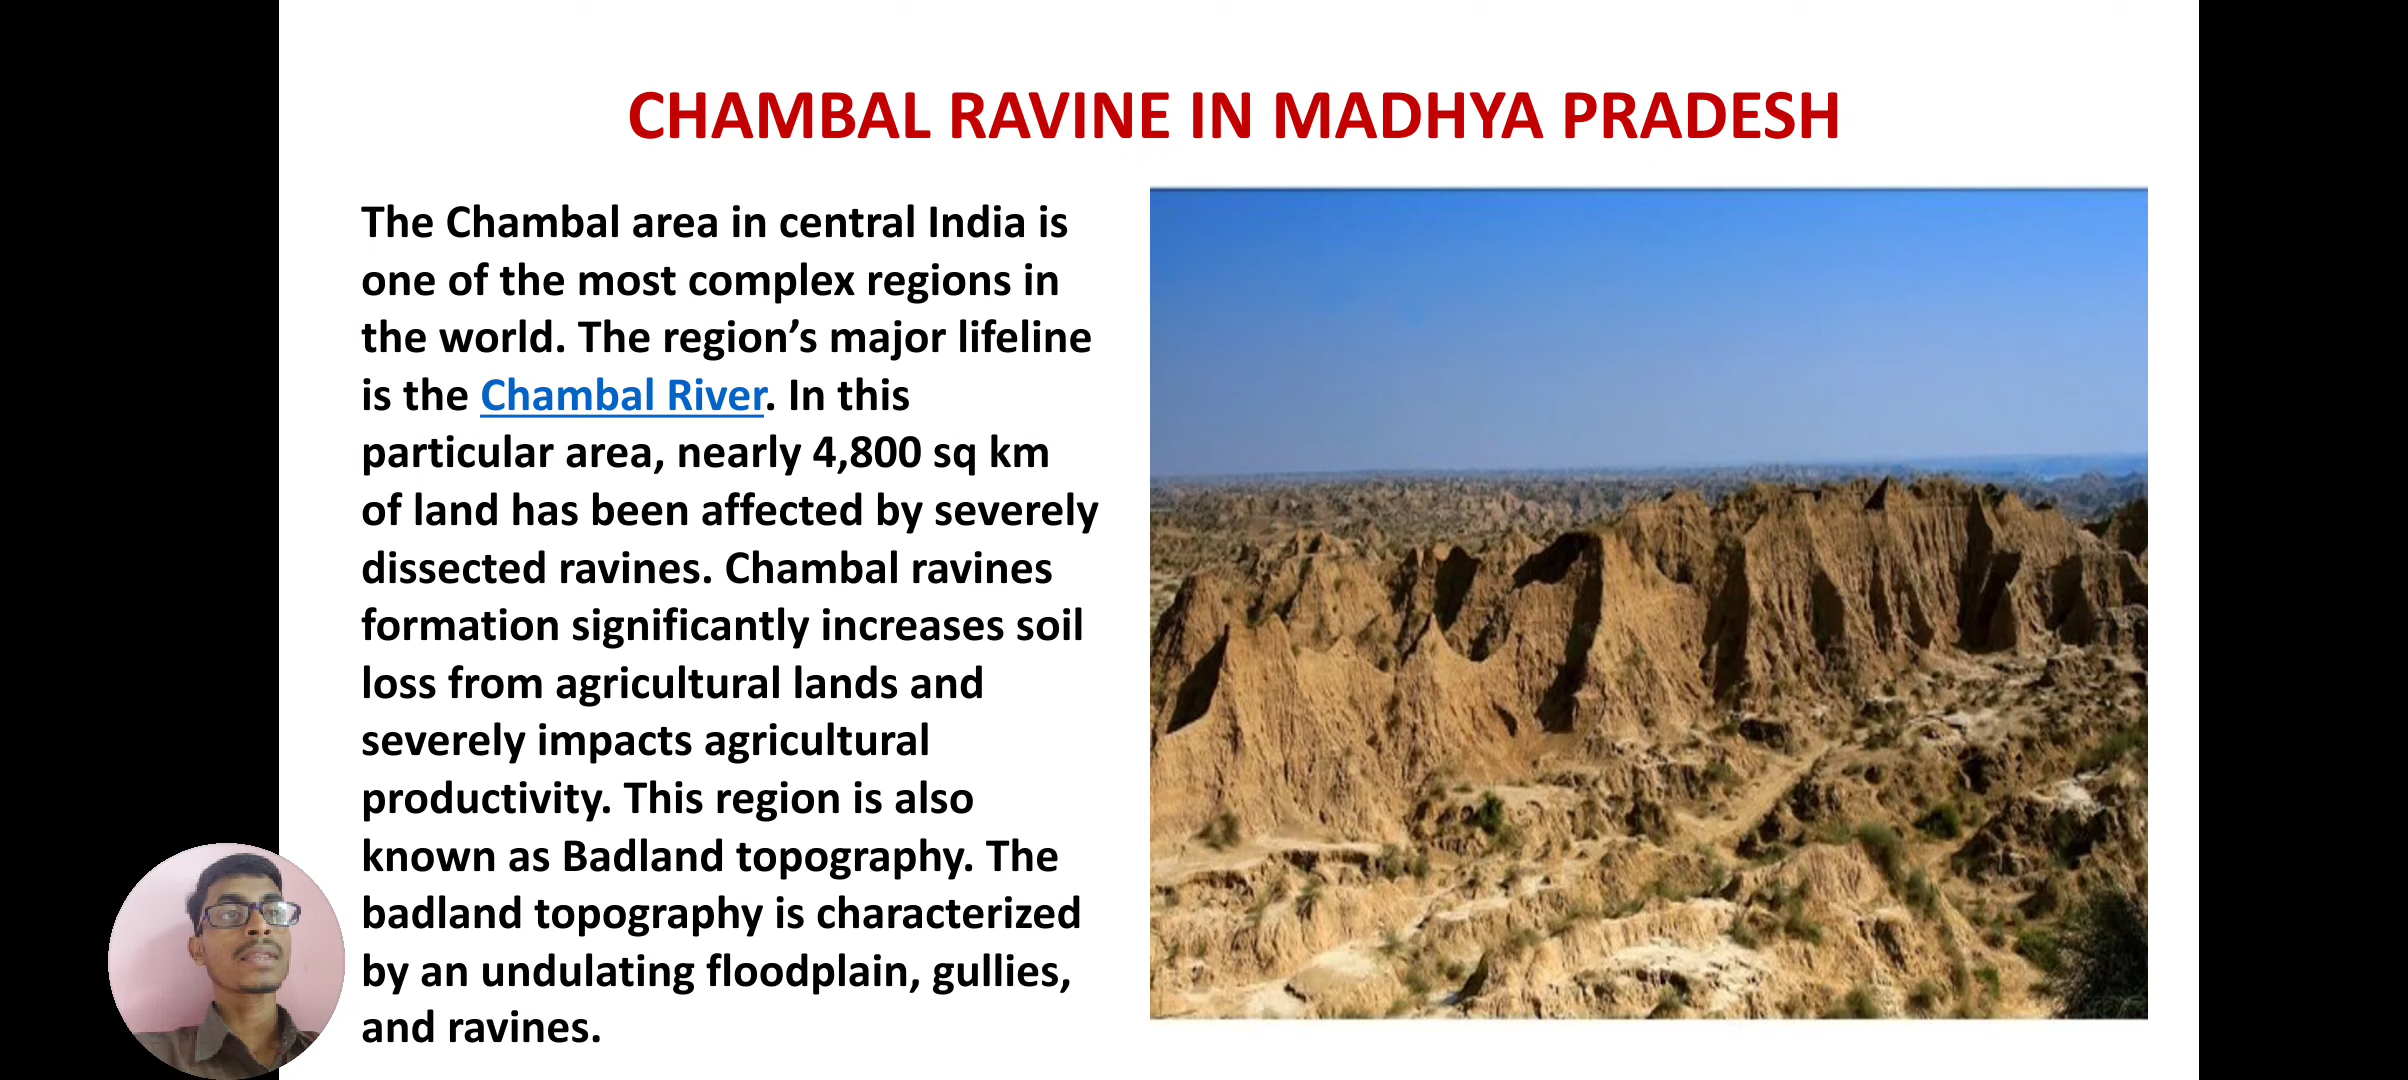 CHAMBAL RAVINE IN MADHYA PRADESH
The Chambal area in central India is
one of the most complex regions in
the world. The region’s major lifeline
is the Chambal River. In this
particular area, nearly 4,800 sq km
of land has been affected by severely
dissected ravines. Chambal ravines
formation significantly increases soil
loss from agricultural lands and
severely impacts agricultural
productivity. This region is also
known as Badland topography. The
badland topography is characterized
by an undulating floodplain, gullies,
and ravines.